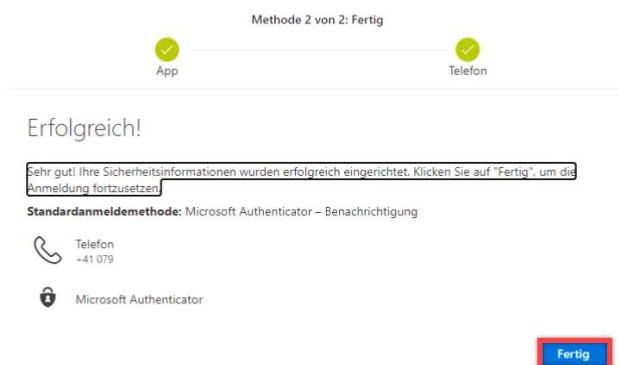 Methode 2 von 2: Fertig
App
Telefon
Erfolgreich!
Sehr gut! Ihre Sicherheitsinformationen wurden erfolgreich eingerichtet. Klicken Sie auf "Fertig", um die
Anmeldung fortzusetzen.
Standardanmeldemethode: Microsoft Authenticator – Benachrichtigung
Telefon
+41 079
Microsoft Authenticator
Fertig